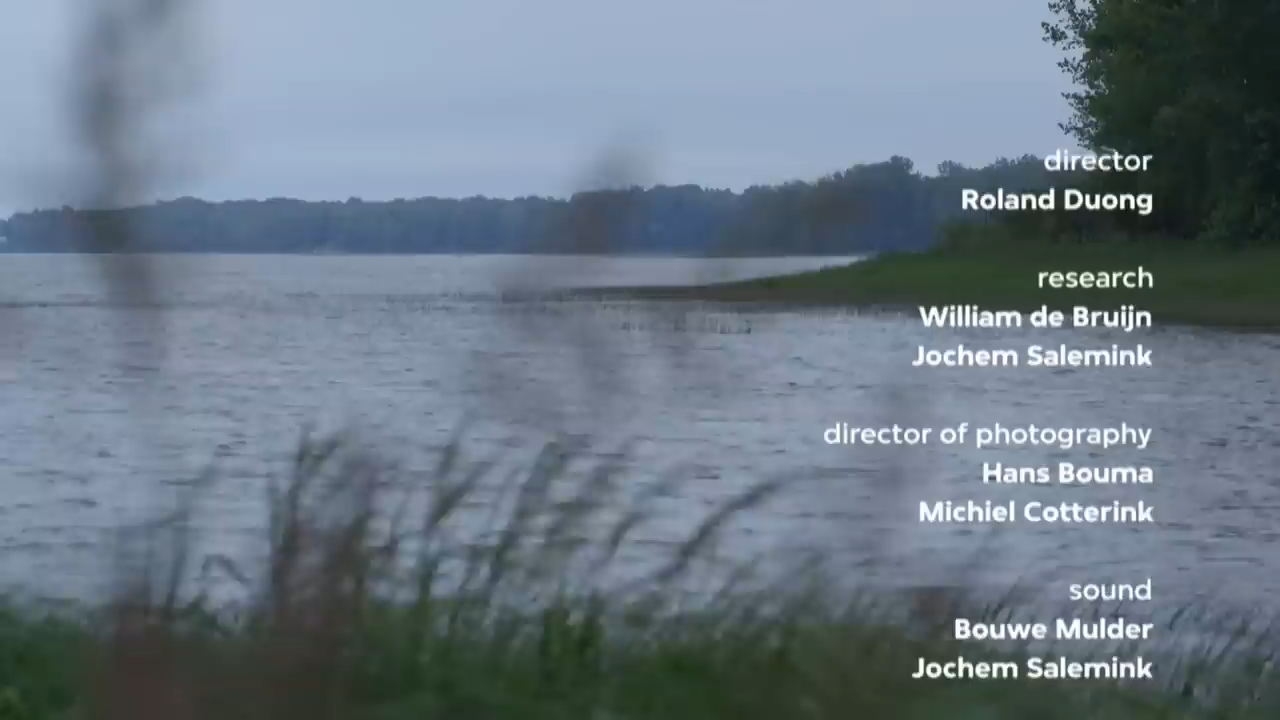 director
Roland Duong
research
William de Bruijn
Jochem Salemink
director of photography
Hans Bouma
Michiel Cotterink
sound
Bouwe Mulder
Jochem Salemink